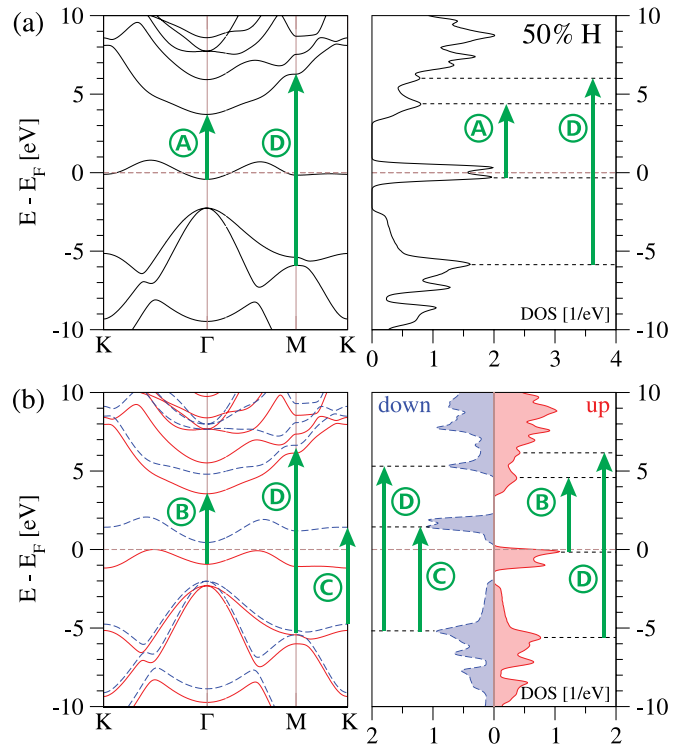 (a)
10
5
0
-5
-10
E - E_F [eV]
A
D
K Γ M K
50% H
A
D
DOS [1/eV]
10
5
0
-5
-10
0 1 2 3 4
(b)
10
5
0
-5
-10
E - E_F [eV]
B
D
C
K Γ M K
down up
D
C
B
D
DOS [1/eV]
10
5
0
-5
-10
2 1 0 1 2